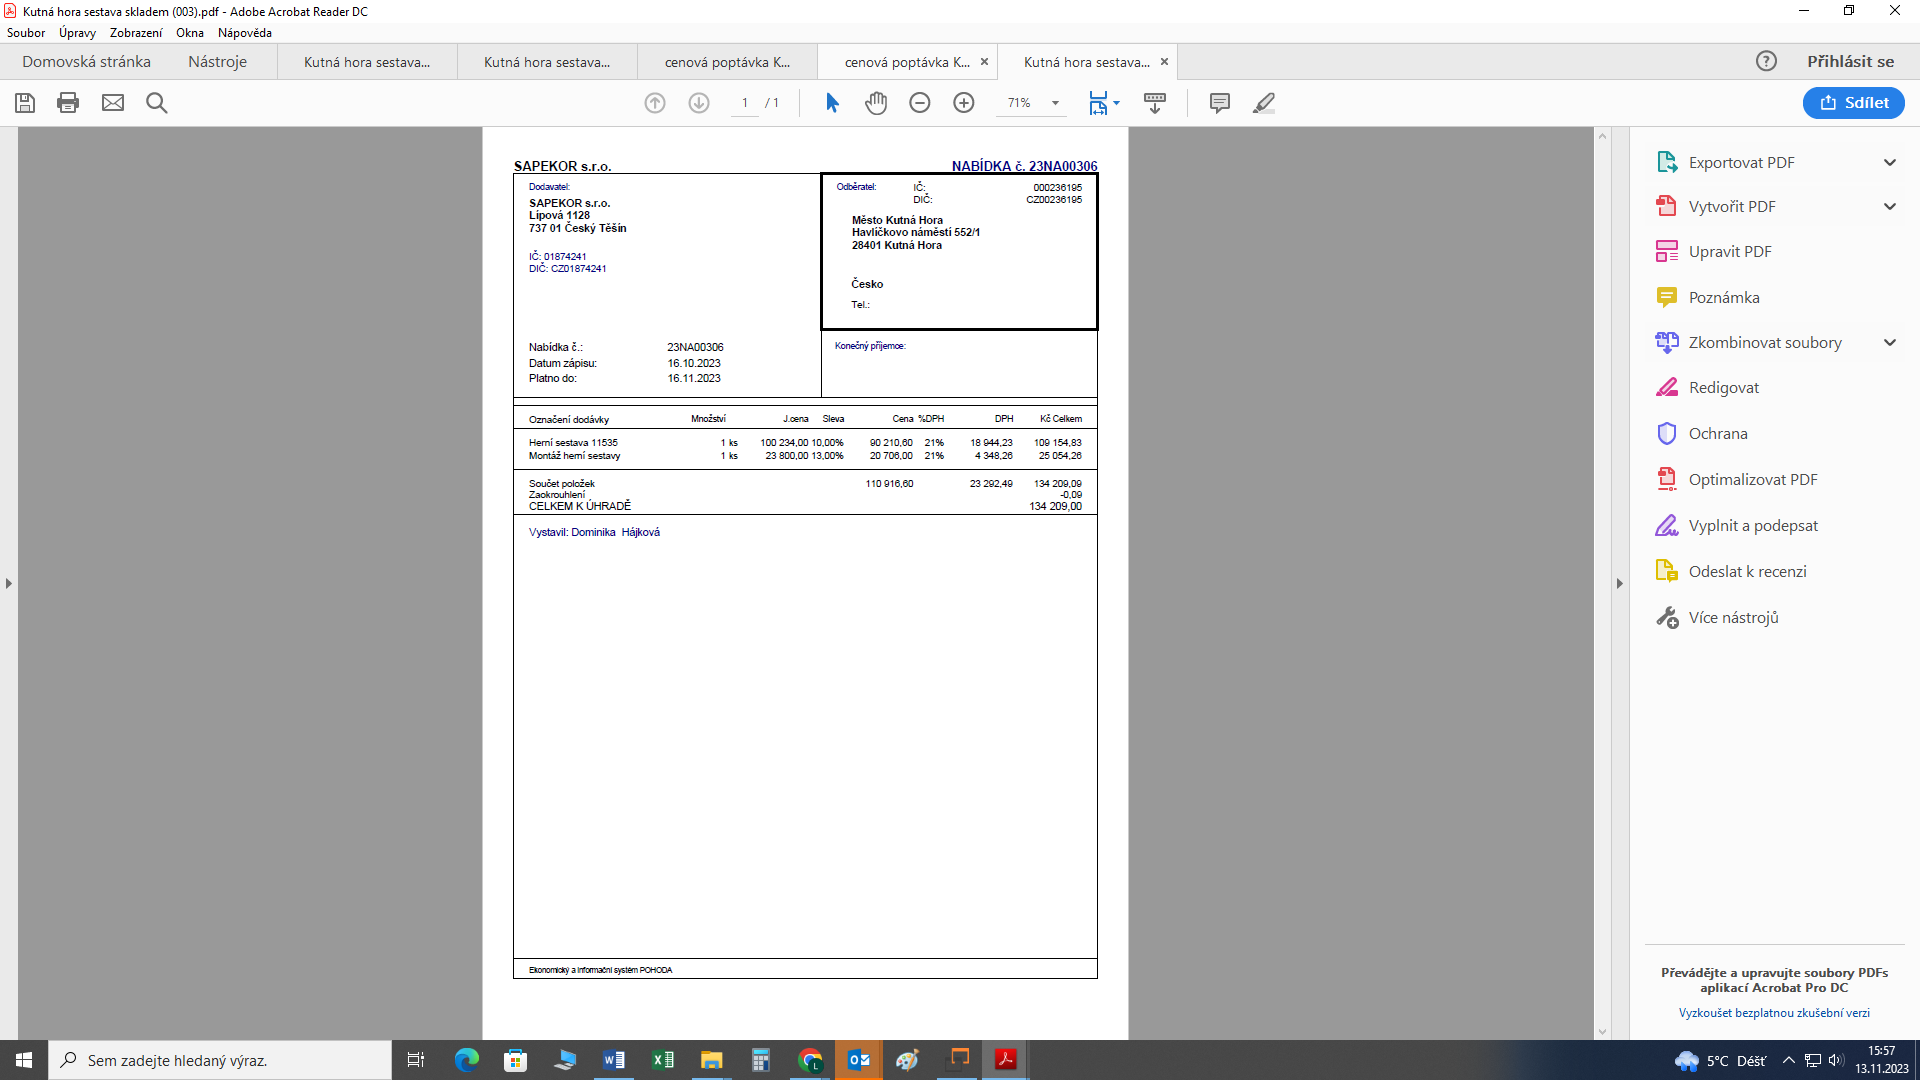 Kutná hora sestava skladem (003).pdf - Adobe Acrobat Reader DC
Soubor Úpravy Zobrazení Okna Nápověda
Domovská stránka Nástroje Kutná hora sestava... Kutná hora sestava... cenová poptávka K... cenová poptávka K... Kutná hora sestava... Přihlásit se
1 / 1 71% Sdílet
SAPEKOR s.r.o. NABÍDKA č. 23NA00306
Dodavatel:
SAPEKOR s.r.o.
Lípová 1128
737 01 Český Těšín
IČ: 01874241
DIČ: CZ01874241
Odběratel: IČ: 000236195
DIČ: CZ00236195
Město Kutná Hora
Havlíčkovo náměstí 552/1
28401 Kutná Hora
Česko
Tel.:
Nabídka č.: 23NA00306
Datum zápisu: 16.10.2023
Platno do: 16.11.2023
Konečný příjemce:
Označení dodávky Množství J.cena Sleva Cena %DPH DPH Kč Celkem
Herní sestava 11535 1 ks 100 234,00 10,00% 90 210,60 21% 18 944,23 109 154,83
Montáž herní sestavy 1 ks 23 800,00 13,00% 20 706,00 21% 4 348,26 25 054,26
Součet položek 110 916,60 23 292,49 134 209,09
Zaokrouhlení -0,09
CELKEM K ÚHRADĚ 134 209,00
Vystavil: Dominika Hájková
Ekonomický a informační systém POHODA
Exportovat PDF
Vytvořit PDF
Upravit PDF
Poznámka
Zkombinovat soubory
Redigovat
Ochrana
Optimalizovat PDF
Vyplnit a podepsat
Odeslat k recenzi
Více nástrojů
Převádějte a upravujte soubory PDFs
aplikací Acrobat Pro DC
Vyzkoušet bezplatnou zkušební verzi
Sem zadejte hledaný výraz.
5°C Déšť
15:57
13.11.2023